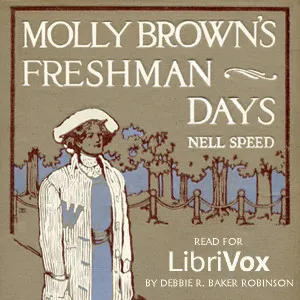 MOLLY BROWN'S
FRESHMAN
DAYS
NELL SPEED
W
READ FOR
LibriVox
BY DEBBIE R. BAKER ROBINSON